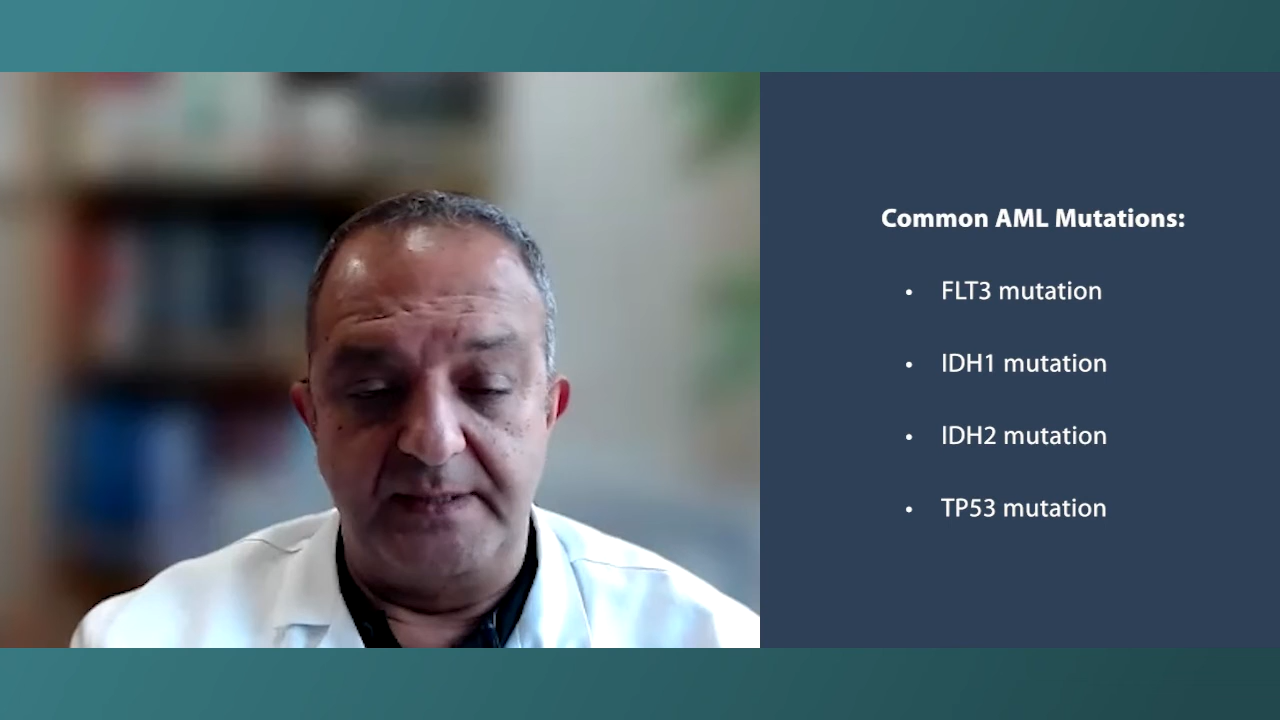 Common AML Mutations:
• FLT3 mutation
• IDH1 mutation
• IDH2 mutation
• TP53 mutation